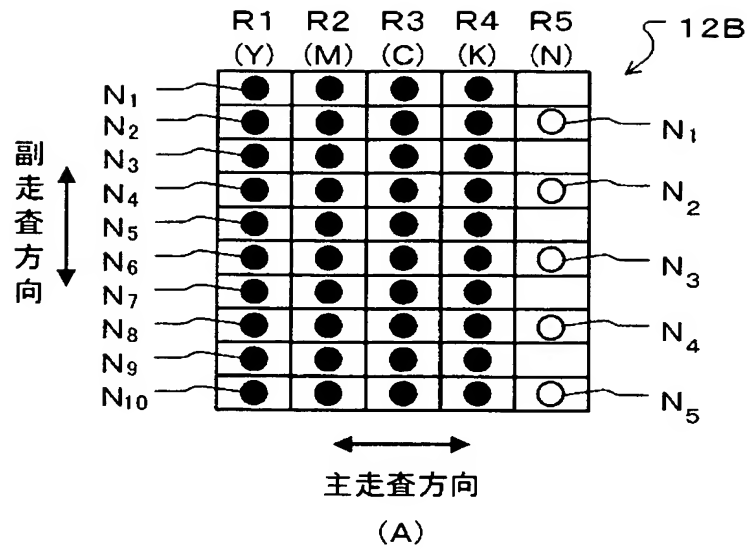 R1 R2 R3 R4 R5 12B
(Y) (M) (C) (K) (N)
N1
N2 N1
N3
N4 N2
N5
N6 N3
N7
N8 N4
N9
N10 N5
副走査方向
主走査方向
(A)